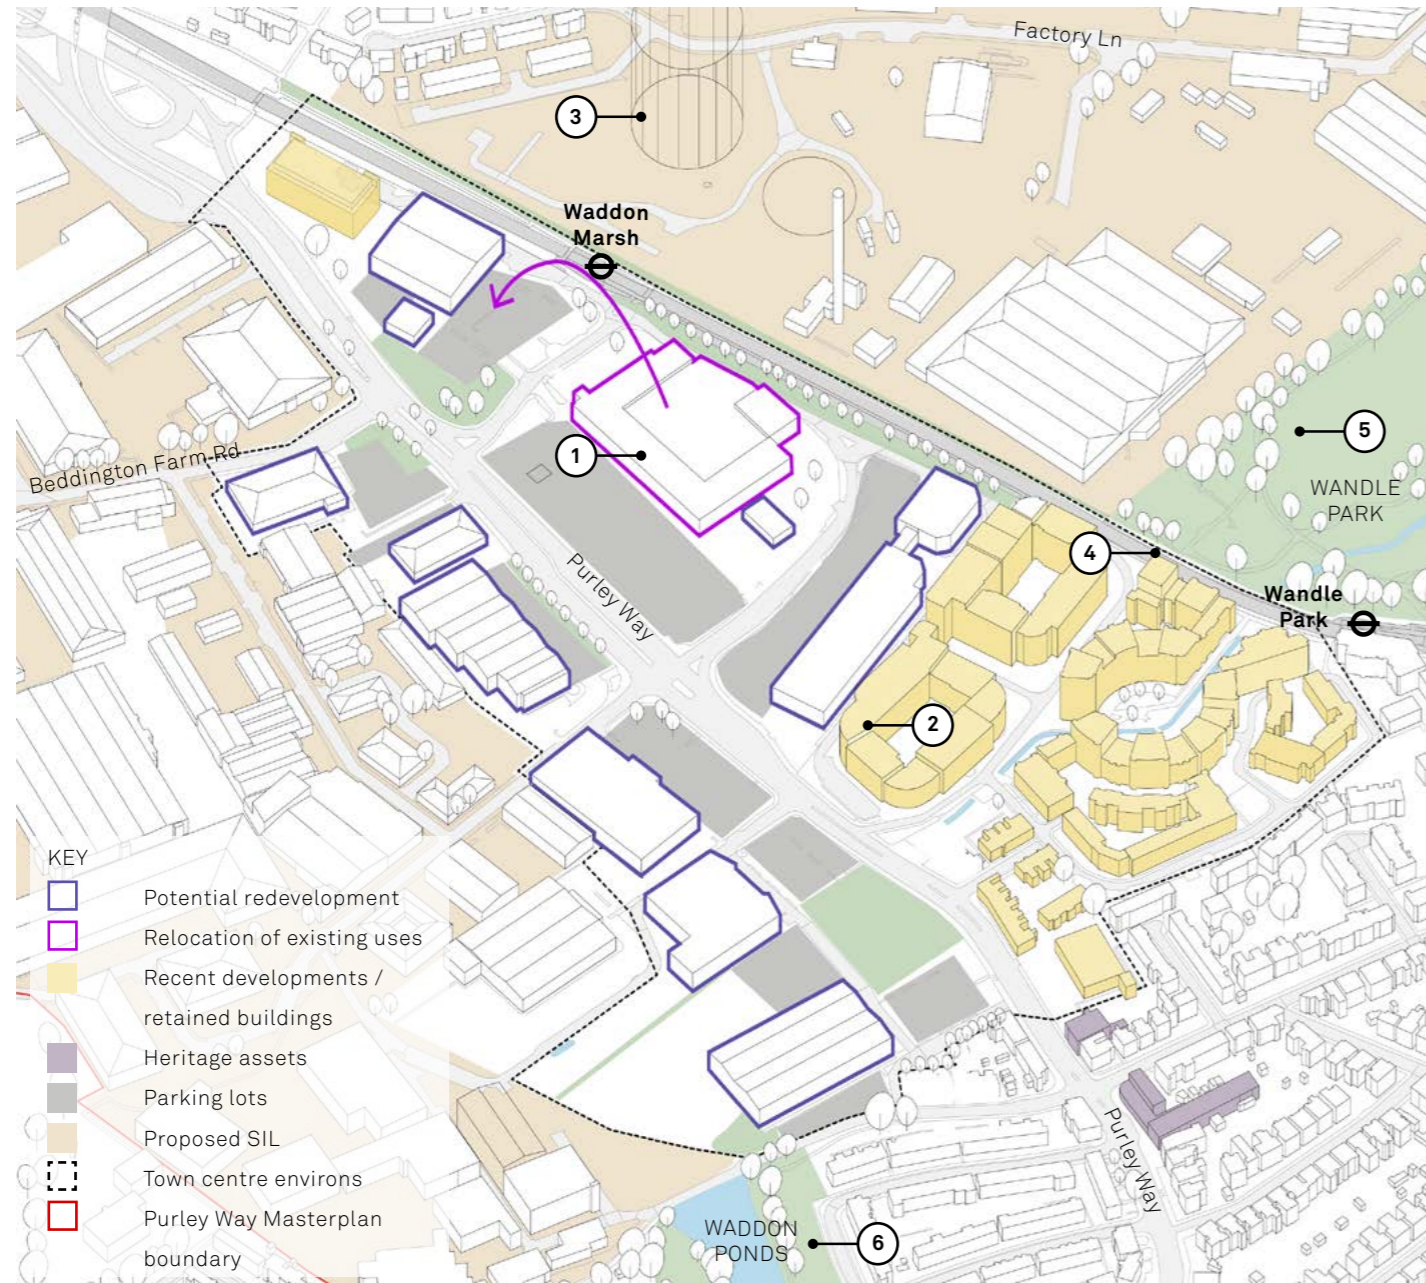 Factory Ln
3
Waddon
Marsh
5
WANDLE
PARK
1
Beddington Farm Rd
4
Wandle
Park
Purley Way
2
KEY
Potential redevelopment
Relocation of existing uses
Recent developments /
retained buildings
Heritage assets
Parking lots
Proposed SIL
Town centre environs
Purley Way Masterplan
boundary
Purley Way
WADDON
PONDS
6